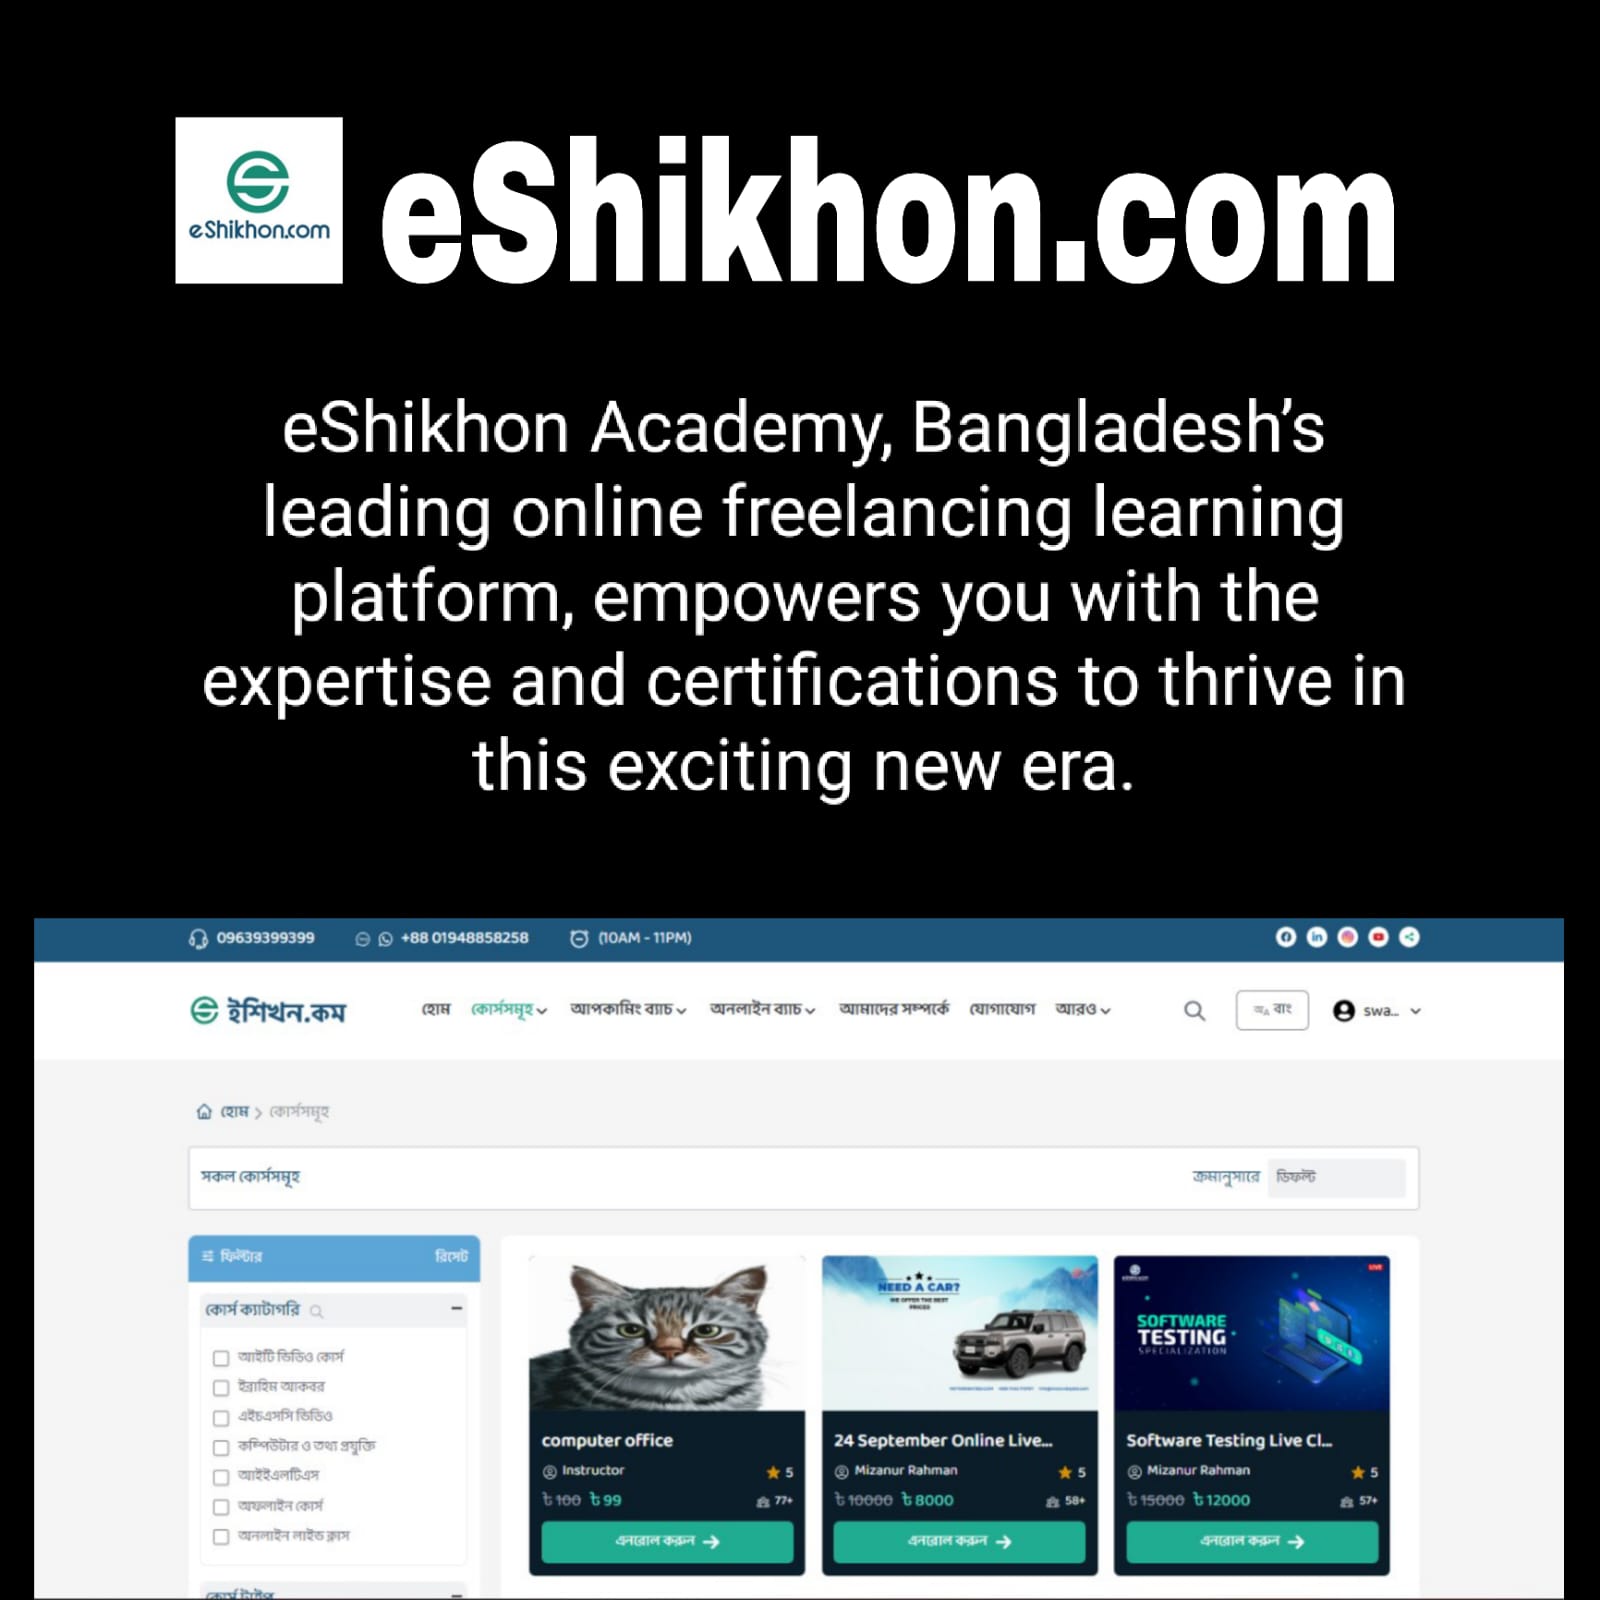 eShikhon.com
eShikhon.com
eShikhon Academy, Bangladesh's
leading online freelancing learning
platform, empowers you with the
expertise and certifications to thrive in
this exciting new era.
09639399399 +88 01948858258 (10AM - 11PM)
ইশিখন.কম হোম কোর্সসমূহ আপকামিং ব্যাচ অনলাইন ব্যাচ আমাদের সম্পর্কে যোগাযোগ আরও অA বাং swa...
হোম > কোর্সসমূহ
সকল কোর্সসমূহ ক্রমানুসারে ডিফল্ট
ফিল্টার রিসেট
কোর্স ক্যাটাগরি
আইটি ভিডিও কোর্স
ইব্রাহিম আকবর
এইচএসসি ভিডিও
কম্পিউটার ও তথ্য প্রযুক্তি
আইইএলটিএস
অফলাইন কোর্স
অনলাইন লাইভ ক্লাস
কোর্স টাইপ
computer office
Instructor 5
৳ 100 ৳ 99 77+
এনরোল করুন
NEED A CAR?
WE OFFER THE BEST
PRICES
24 September Online Live...
Mizanur Rahman 5
৳ 10000 ৳ 8000 58+
এনরোল করুন
LIVE
SOFTWARE
TESTING
SPECIALIZATION
Software Testing Live Cl...
Mizanur Rahman 5
৳ 15000 ৳ 12000 57+
এনরোল করুন